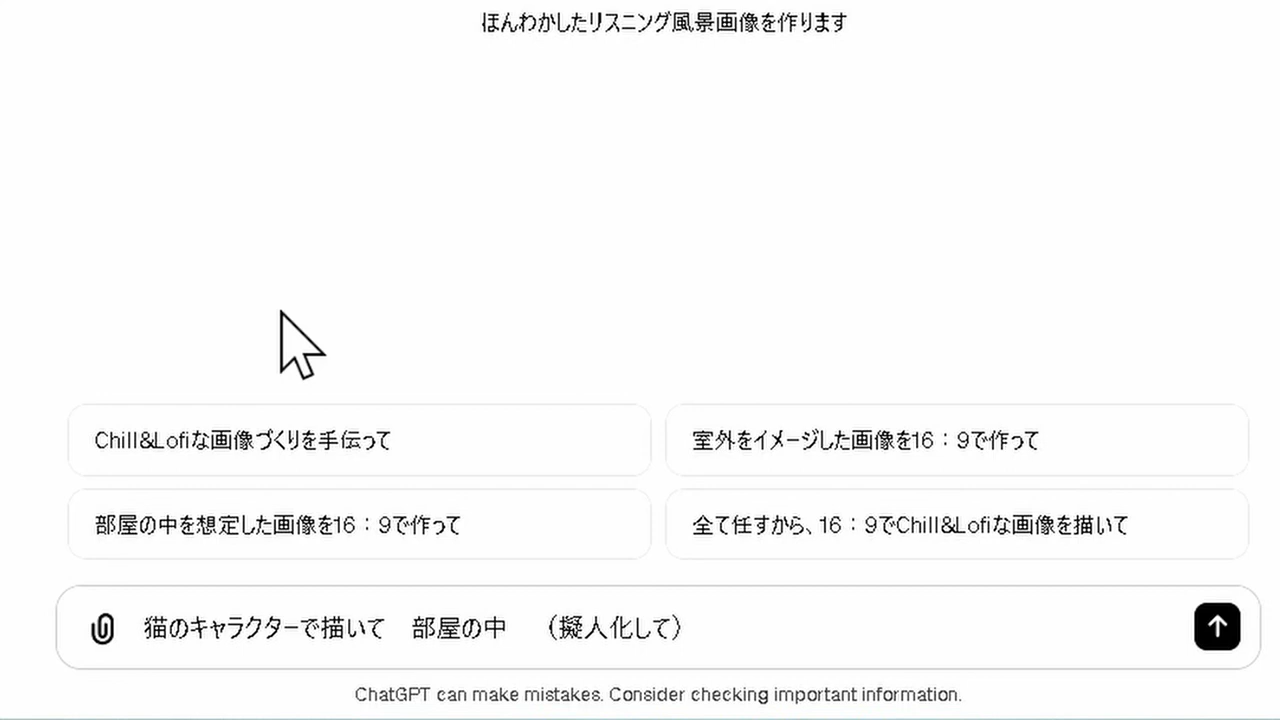 ほんわかしたリスニング風景画像を作ります
Chill&Lofiな画像づくりを手伝って
室外をイメージした画像を16：9で作って
部屋の中を想定した画像を16：9で作って
全て任すから、16：9でChill&Lofiな画像を描いて
猫のキャラクターで描いて　部屋の中　（擬人化して）
ChatGPT can make mistakes. Consider checking important information.